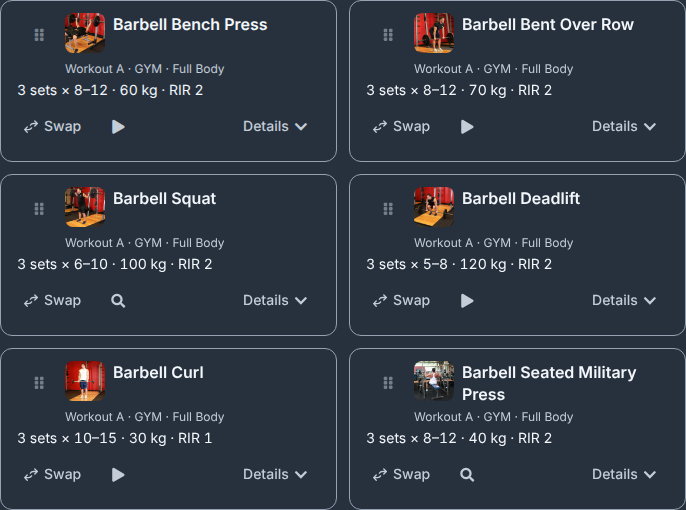 Barbell Bench Press
Workout A · GYM · Full Body
3 sets × 8–12 · 60 kg · RIR 2
Swap
Details
Barbell Bent Over Row
Workout A · GYM · Full Body
3 sets × 8–12 · 70 kg · RIR 2
Swap
Details
Barbell Squat
Workout A · GYM · Full Body
3 sets × 6–10 · 100 kg · RIR 2
Swap
Details
Barbell Deadlift
Workout A · GYM · Full Body
3 sets × 5–8 · 120 kg · RIR 2
Swap
Details
Barbell Curl
Workout A · GYM · Full Body
3 sets × 10–15 · 30 kg · RIR 1
Swap
Details
Barbell Seated Military
Press
Workout A · GYM · Full Body
3 sets × 8–12 · 40 kg · RIR 2
Swap
Details